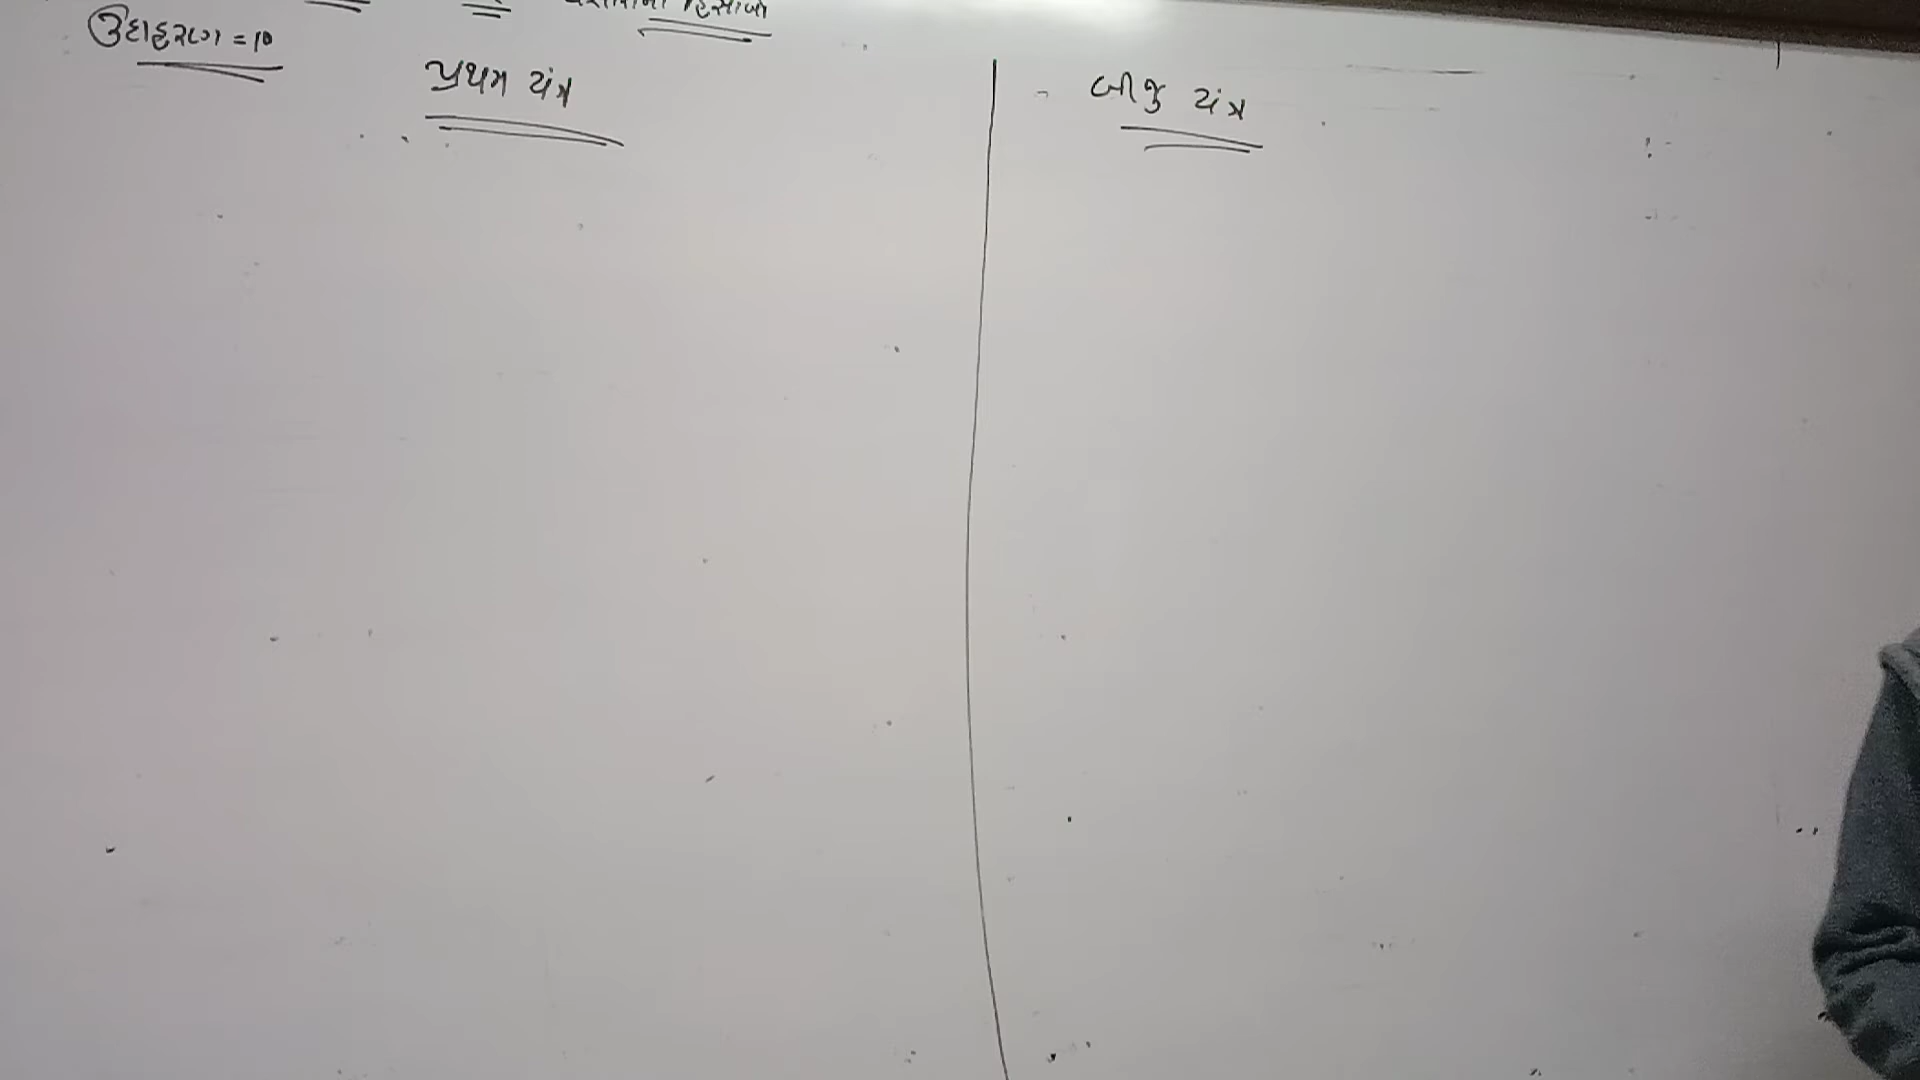 હિસાબો
ઉદાહરણ = 10
પ્રથમ યંત્ર
બીજુ યંત્ર